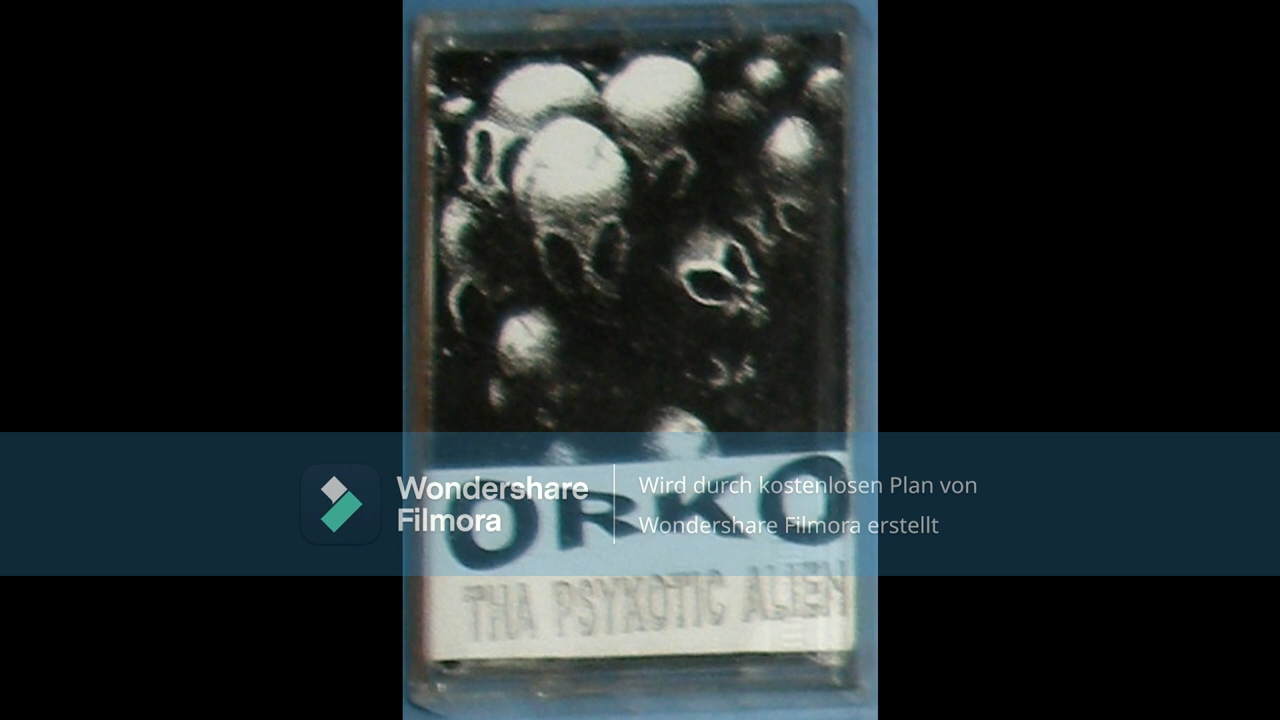 ORKO
THA PSYKOTIC ALIEN
Wondershare
Filmora
Wird durch kostenlosen Plan von
Wondershare Filmora erstellt